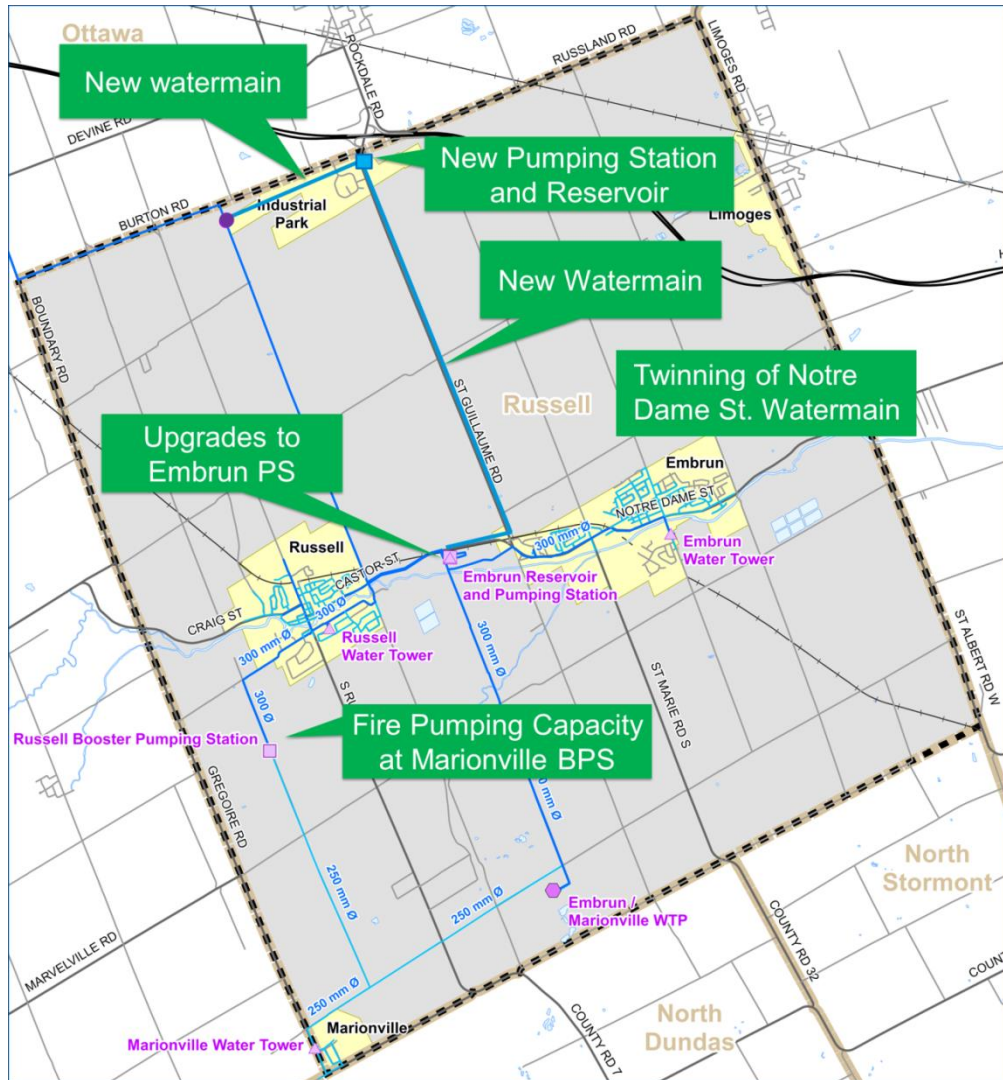 Ottawa
New watermain
ROCKDALE RD
RUSSLAND RD
LIMOGES RD
DEVINE RD
New Pumping Station
and Reservoir
BURTON RD
Industrial
Park
Limoges
New Watermain
BOUNDARY RD
ST GUILLAUME RD
Russell
Twinning of Notre
Dame St. Watermain
Upgrades to
Embrun PS
Embrun
NOTRE DAME ST
300 mm Ø
Embrun
Water Tower
Russell
CASTOR ST
Embrun Reservoir
and Pumping Station
CRAIG ST
300 Ø
300 mm Ø
Russell
Water Tower
300 mm Ø
300 Ø
S RU
ST MARIE RD S
ST ALBERT RD W
Russell Booster Pumping Station
Fire Pumping Capacity
at Marionville BPS
GREGOIRE RD
250 mm Ø
250 mm Ø
Embrun /
Marionville WTP
North
Stormont
MARVELVILLE RD
COUNTY RD 32
250 mm Ø
Marionville
Marionville Water Tower
COUNTY RD 7
North
Dundas
COUN